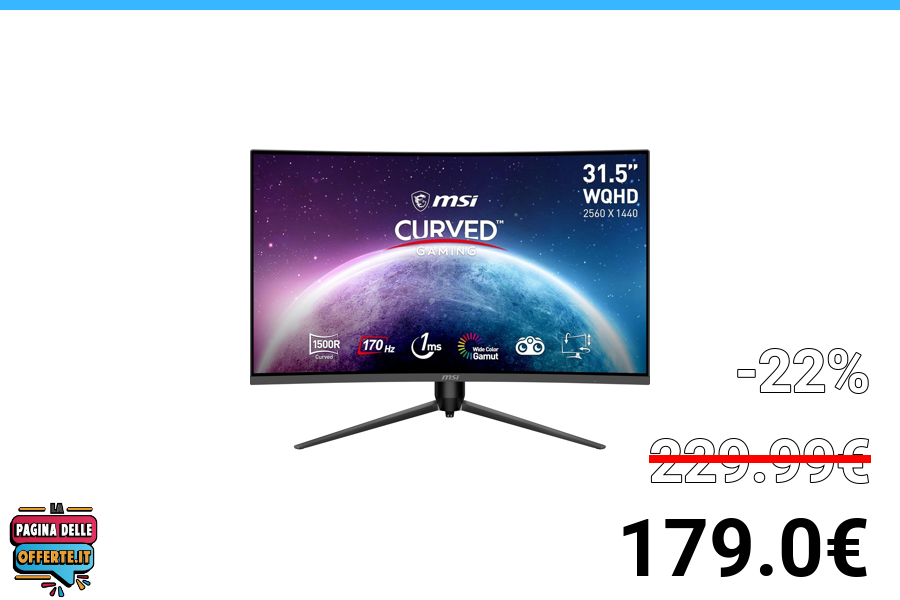 31.5”
WQHD
2560 X 1440
msi
CURVED™
GAMING
1500R
Curved
170 Hz
1ms
Wide Color
Gamut
msi
-22%
229.99€
179.0€
LA
PAGINA DELLE
OFFERTE.IT